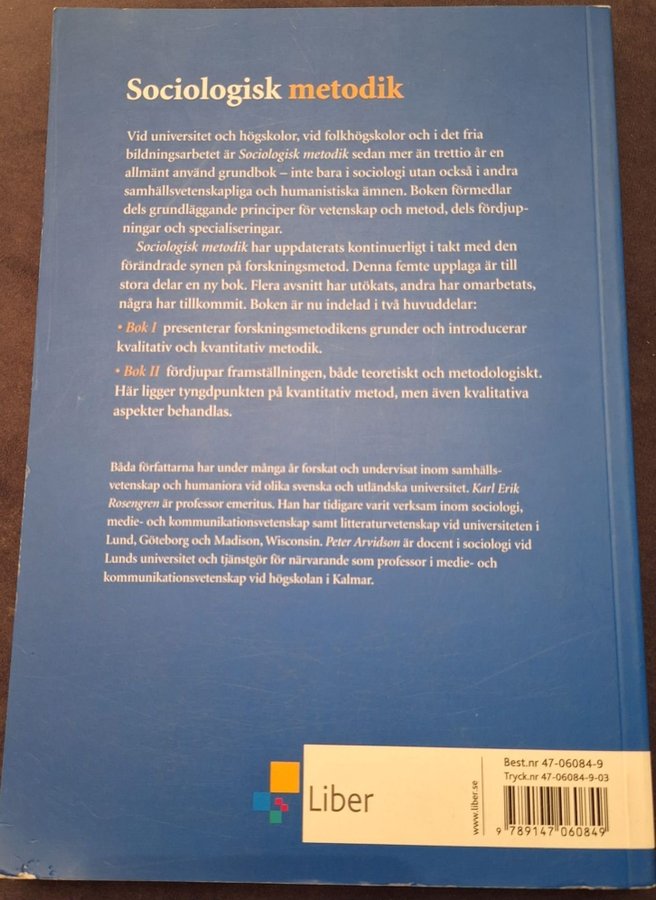 Sociologisk metodik
Vid universitet och högskolor, vid folkhögskolor och i det fria
bildningsarbetet är Sociologisk metodik sedan mer än trettio år en
allmänt använd grundbok – inte bara i sociologi utan också i andra
samhällsvetenskapliga och humanistiska ämnen. Boken förmedlar
dels grundläggande principer för vetenskap och metod, dels fördjup-
ningar och specialiseringar.
Sociologisk metodik har uppdaterats kontinuerligt i takt med den
förändrade synen på forskningsmetod. Denna femte upplaga är till
stora delar en ny bok. Flera avsnitt har utökats, andra har omarbetats,
några har tillkommit. Boken är nu indelad i två huvuddelar:
• Bok I presenterar forskningsmetodikens grunder och introducerar
kvalitativ och kvantitativ metodik.
• Bok II fördjupar framställningen, både teoretiskt och metodologiskt.
Här ligger tyngdpunkten på kvantitativ metod, men även kvalitativa
aspekter behandlas.
Båda författarna har under många år forskat och undervisat inom samhälls-
vetenskap och humaniora vid olika svenska och utländska universitet. Karl Erik
Rosengren är professor emeritus. Han har tidigare varit verksam inom sociologi,
medie- och kommunikationsvetenskap samt litteraturvetenskap vid universiteten i
Lund, Göteborg och Madison, Wisconsin. Peter Arvidson är docent i sociologi vid
Lunds universitet och tjänstgör för närvarande som professor i medie- och
kommunikationsvetenskap vid högskolan i Kalmar.
Liber
www.liber.se
Best.nr 47-06084-9
Tryck.nr 47-06084-9-03
9 789147 060849